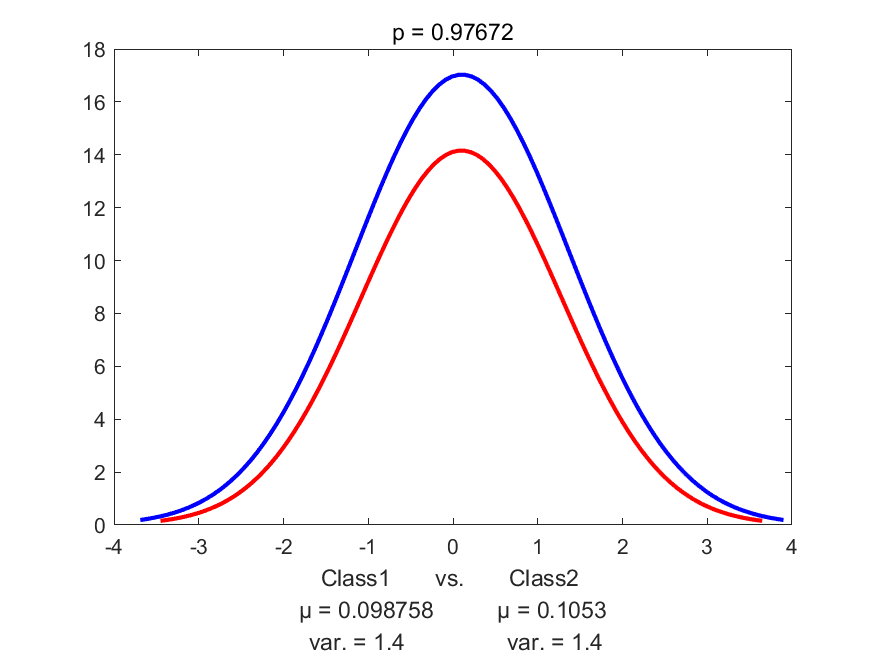 p = 0.97672
18
16
14
12
10
8
6
4
2
0
-4 -3 -2 -1 0 1 2 3 4
Class1 vs. Class2
μ = 0.098758 μ = 0.1053
var. = 1.4 var. = 1.4